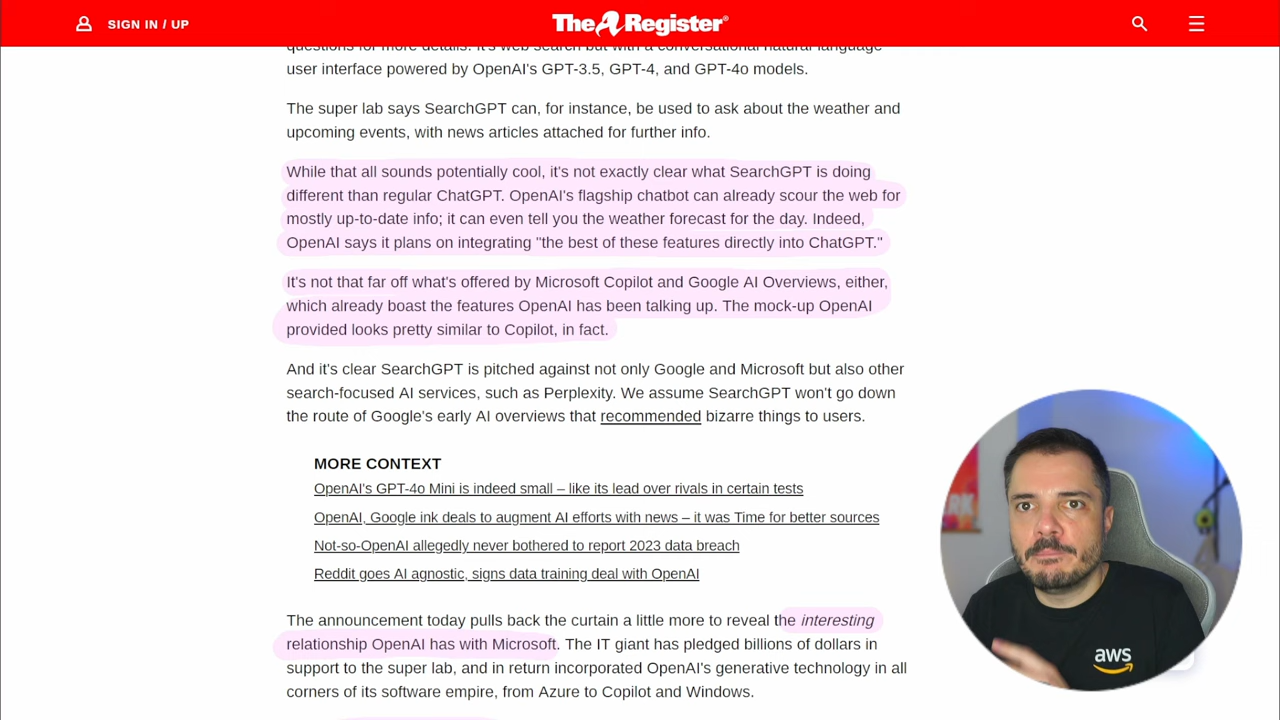 SIGN IN / UP
The Register®
questions for more details. It's web search but with a conversational natural language
user interface powered by OpenAI's GPT-3.5, GPT-4, and GPT-4o models.
The super lab says SearchGPT can, for instance, be used to ask about the weather and
upcoming events, with news articles attached for further info.
While that all sounds potentially cool, it's not exactly clear what SearchGPT is doing
different than regular ChatGPT. OpenAI's flagship chatbot can already scour the web for
mostly up-to-date info; it can even tell you the weather forecast for the day. Indeed,
OpenAI says it plans on integrating "the best of these features directly into ChatGPT."
It's not that far off what's offered by Microsoft Copilot and Google AI Overviews, either,
which already boast the features OpenAI has been talking up. The mock-up OpenAI
provided looks pretty similar to Copilot, in fact.
And it's clear SearchGPT is pitched against not only Google and Microsoft but also other
search-focused AI services, such as Perplexity. We assume SearchGPT won't go down
the route of Google's early AI overviews that recommended bizarre things to users.
MORE CONTEXT
OpenAI's GPT-4o Mini is indeed small – like its lead over rivals in certain tests
OpenAI, Google ink deals to augment AI efforts with news – it was Time for better sources
Not-so-OpenAI allegedly never bothered to report 2023 data breach
Reddit goes AI agnostic, signs data training deal with OpenAI
The announcement today pulls back the curtain a little more to reveal the interesting
relationship OpenAI has with Microsoft. The IT giant has pledged billions of dollars in
support to the super lab, and in return incorporated OpenAI's generative technology in all
corners of its software empire, from Azure to Copilot and Windows.
aws